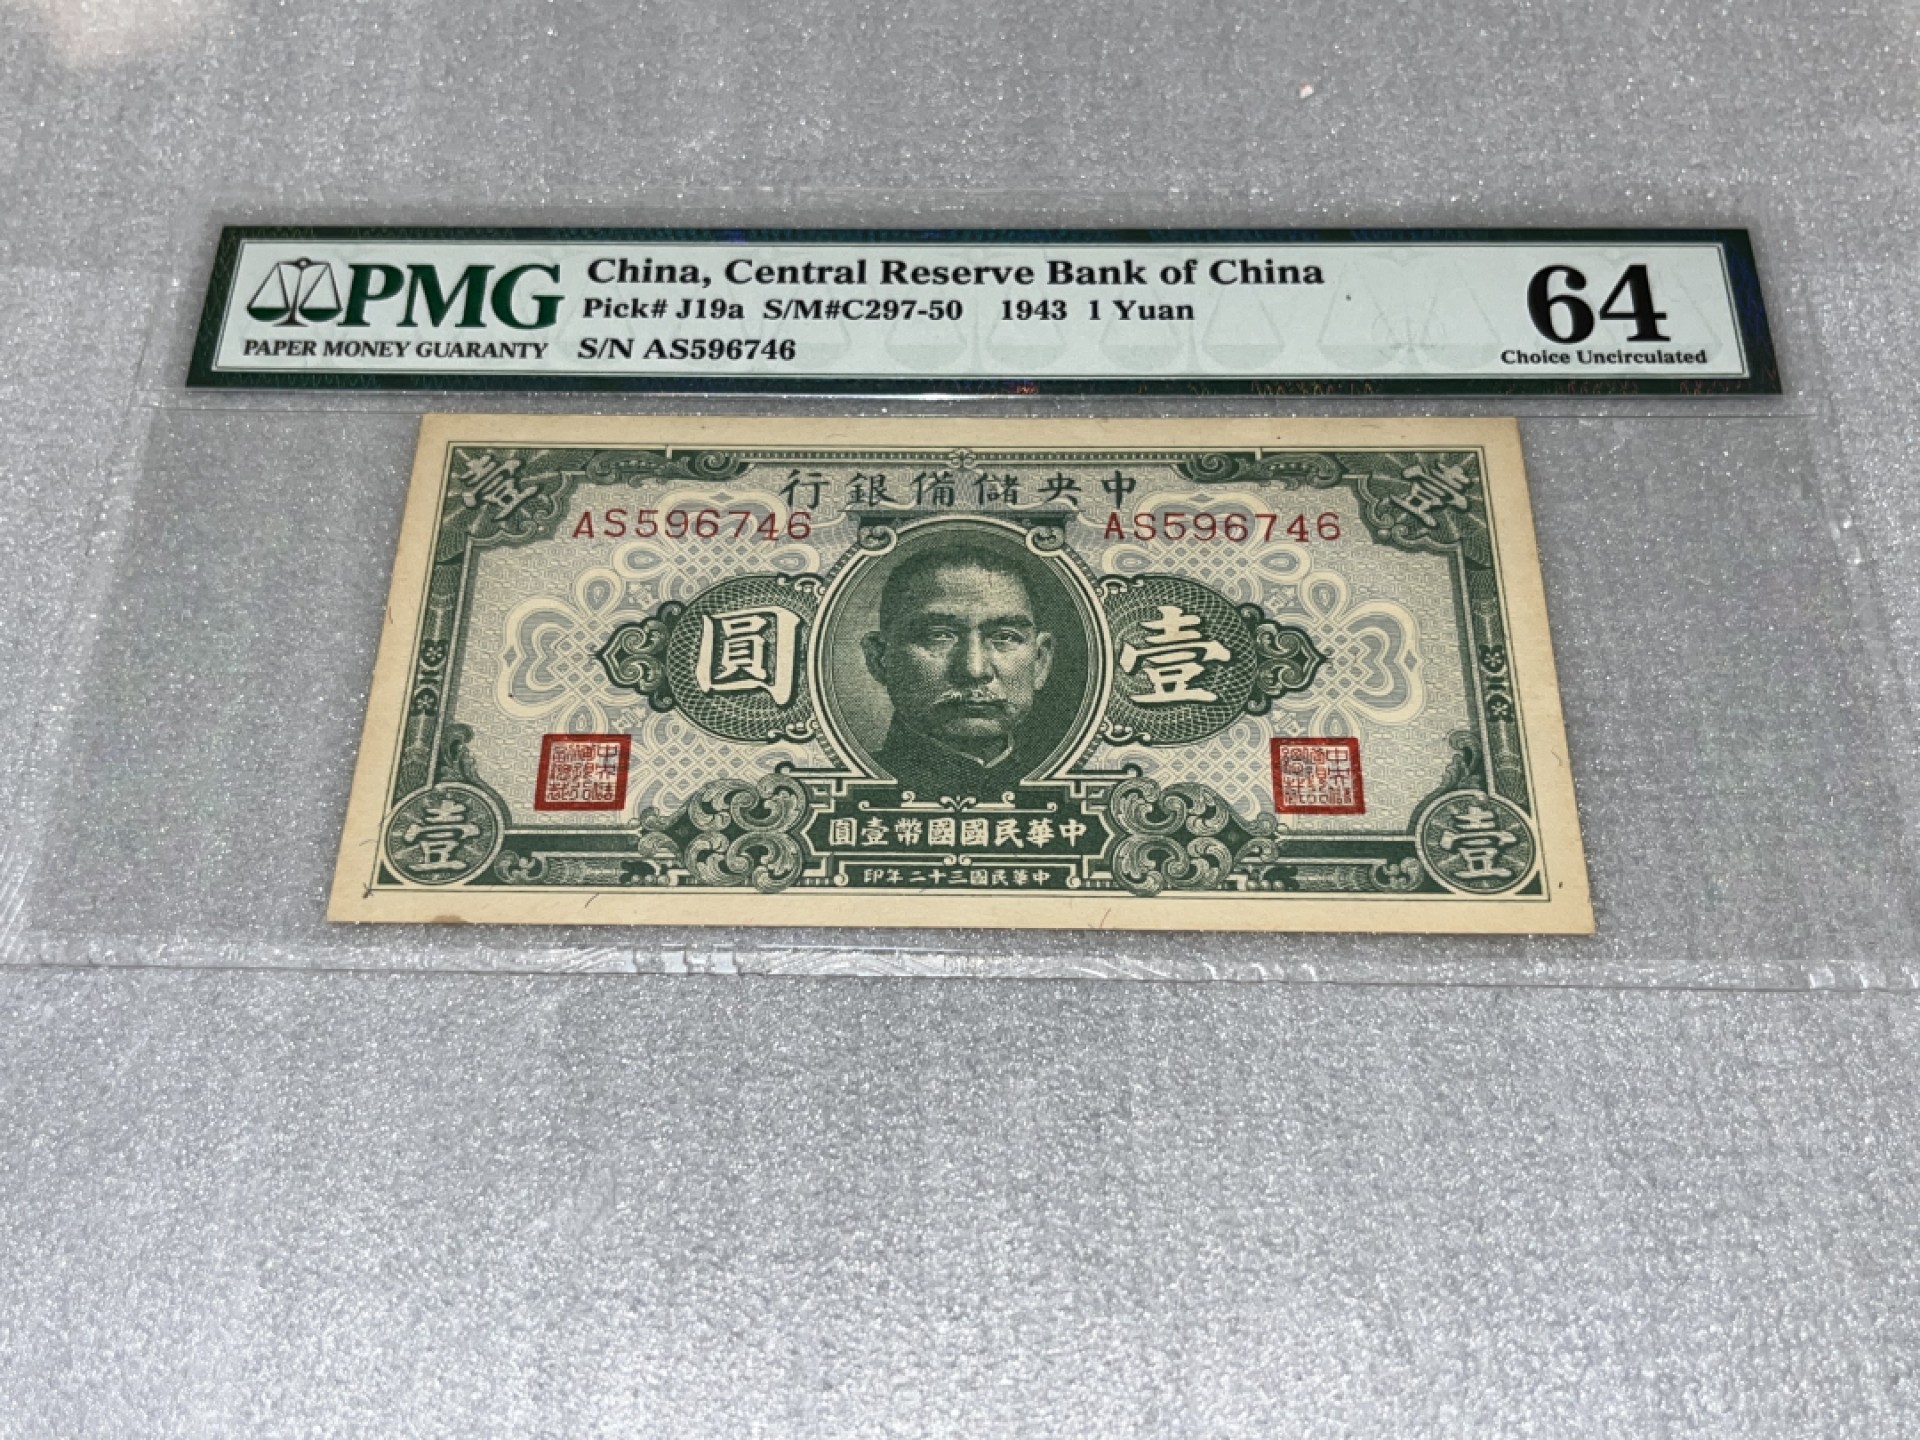 PMG
PAPER MONEY GUARANTY
China, Central Reserve Bank of China
Pick# J19a S/M#C297-50 1943 1 Yuan
S/N AS596746
64
Choice Uncirculated
壹 壹
中央儲備銀行
AS596746 AS596746
壹圓
中華民國國幣壹圓
中華民國三十二年印
壹 壹